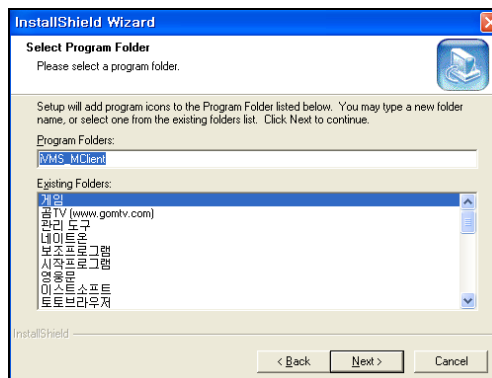 InstallShield Wizard
Select Program Folder
Please select a program folder.
Setup will add program icons to the Program Folder listed below. You may type a new folder
name, or select one from the existing folders list. Click Next to continue.
Program Folders:
iVMS_MClient
Existing Folders:
게임
곰TV (www.gomtv.com)
관리 도구
네이트온
보조프로그램
시작프로그램
영웅문
이스트소프트
토토브라우저
InstallShield
< Back
Next >
Cancel